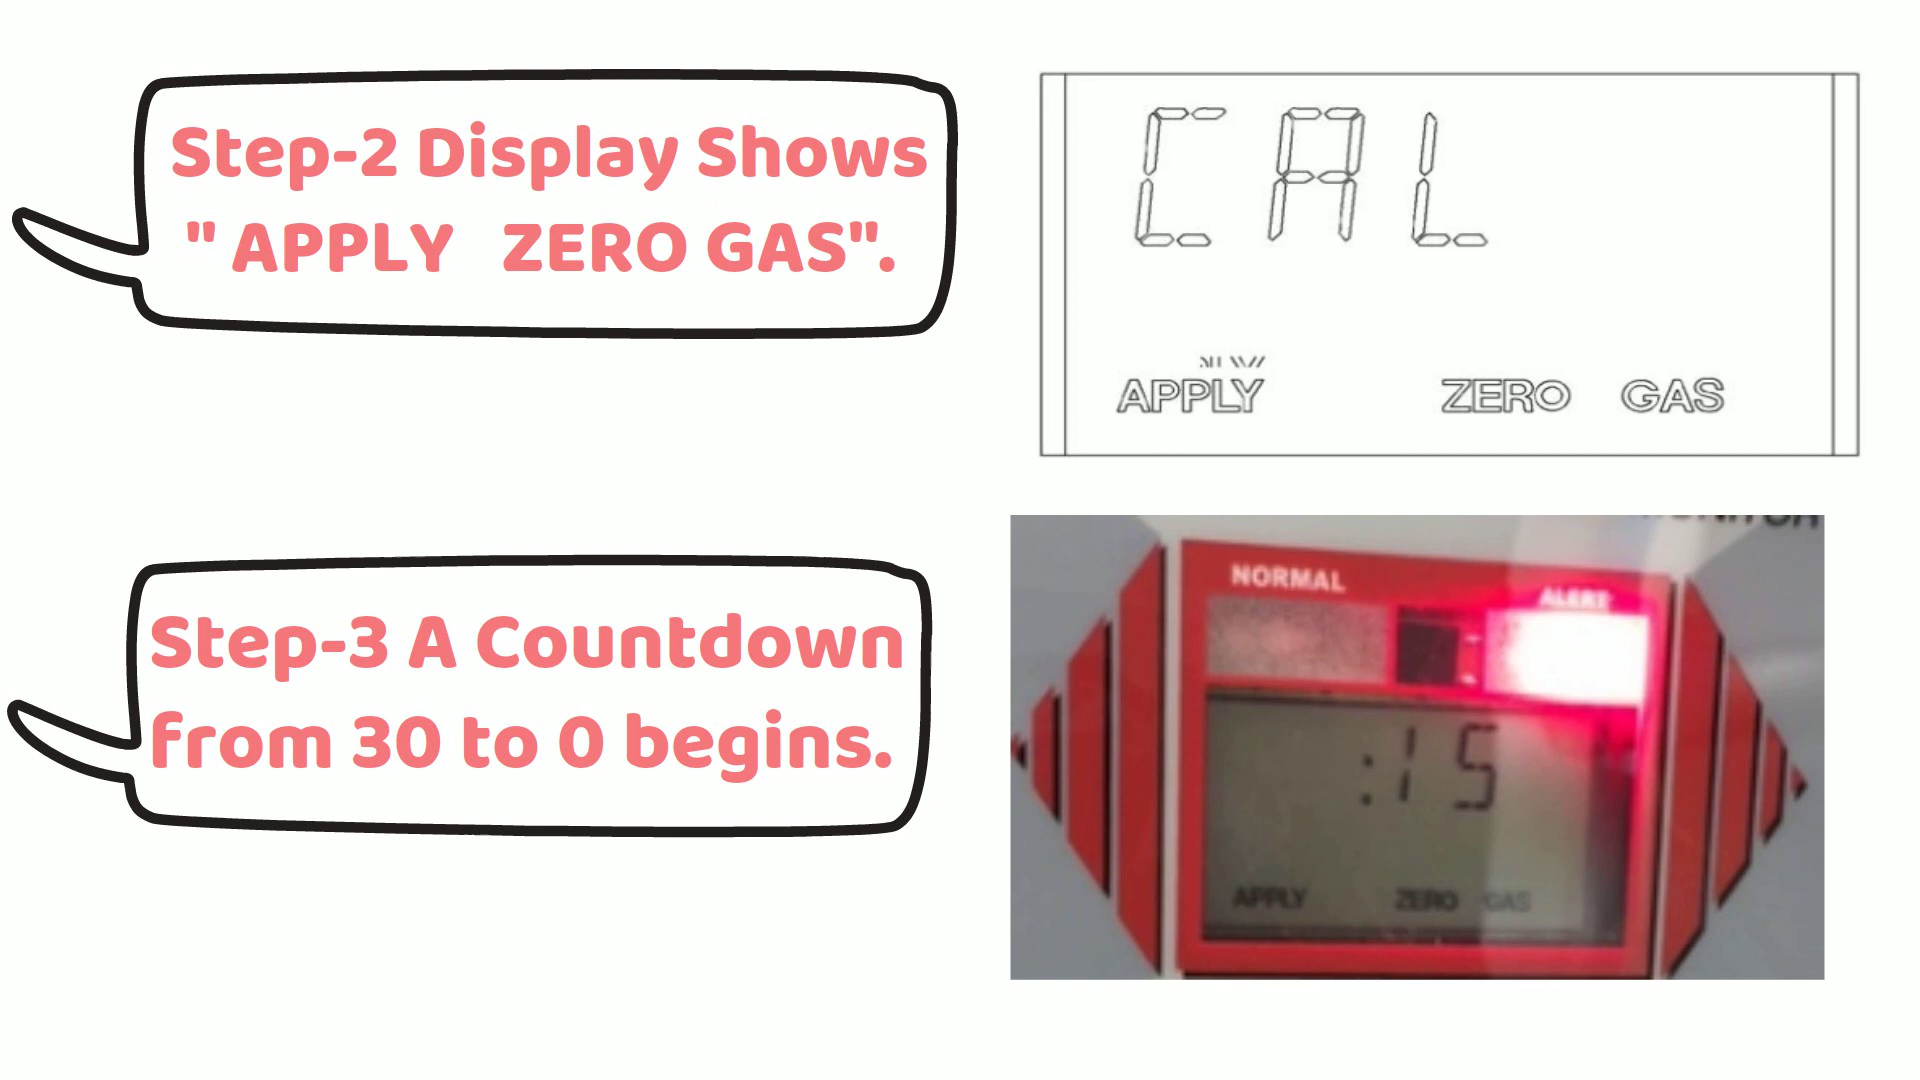 Step-2 Display Shows
" APPLY ZERO GAS".
CAL
APPLY ZERO GAS
Step-3 A Countdown
from 30 to 0 begins.
NORMAL ALERT
:15
APPLY ZERO GAS